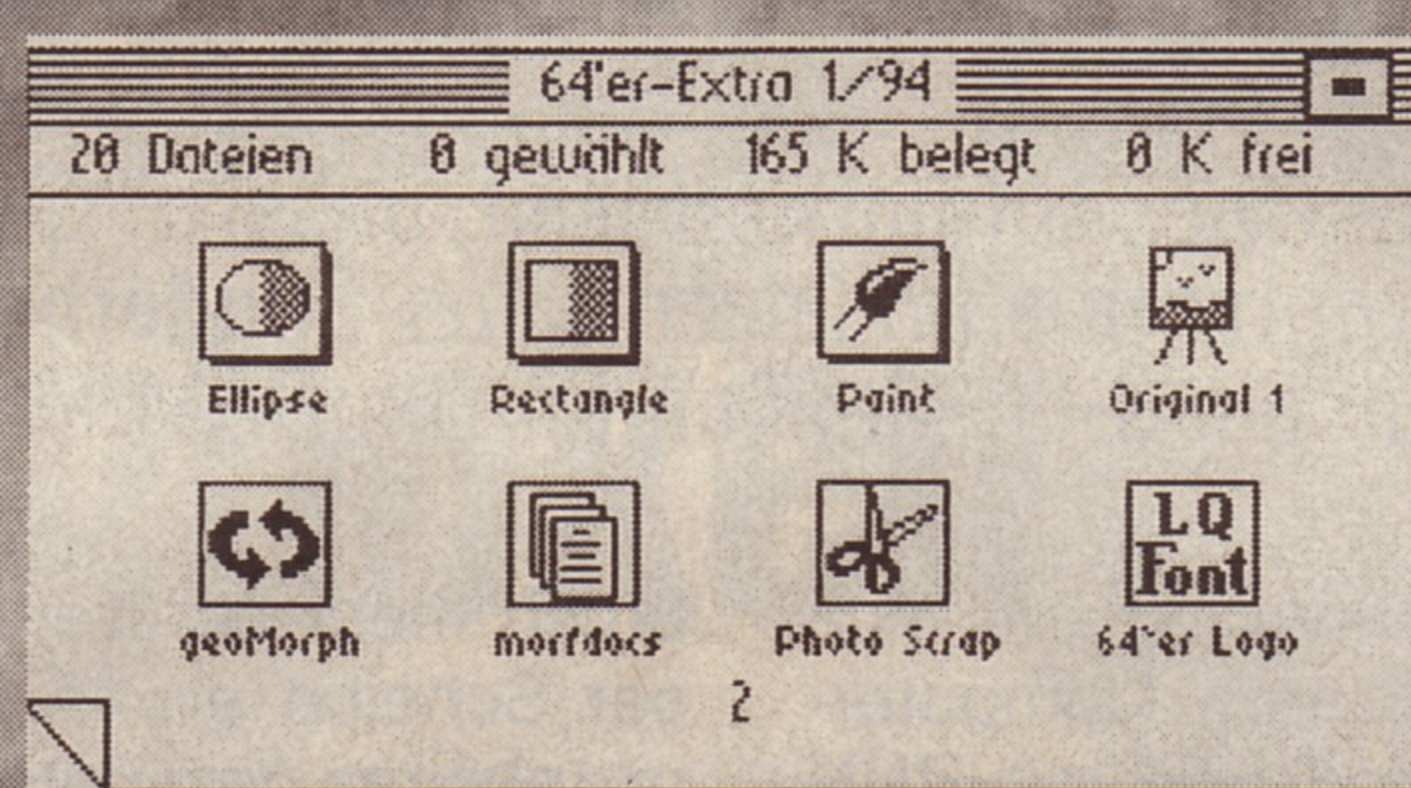 64'er-Extra 1/94
20 Dateien 0 gewählt 165 K belegt 0 K frei
Ellipse Rectangle Paint Original 1
LQ
Font
geoMorph morfdocs Photo Scrap 64'er Logo
2